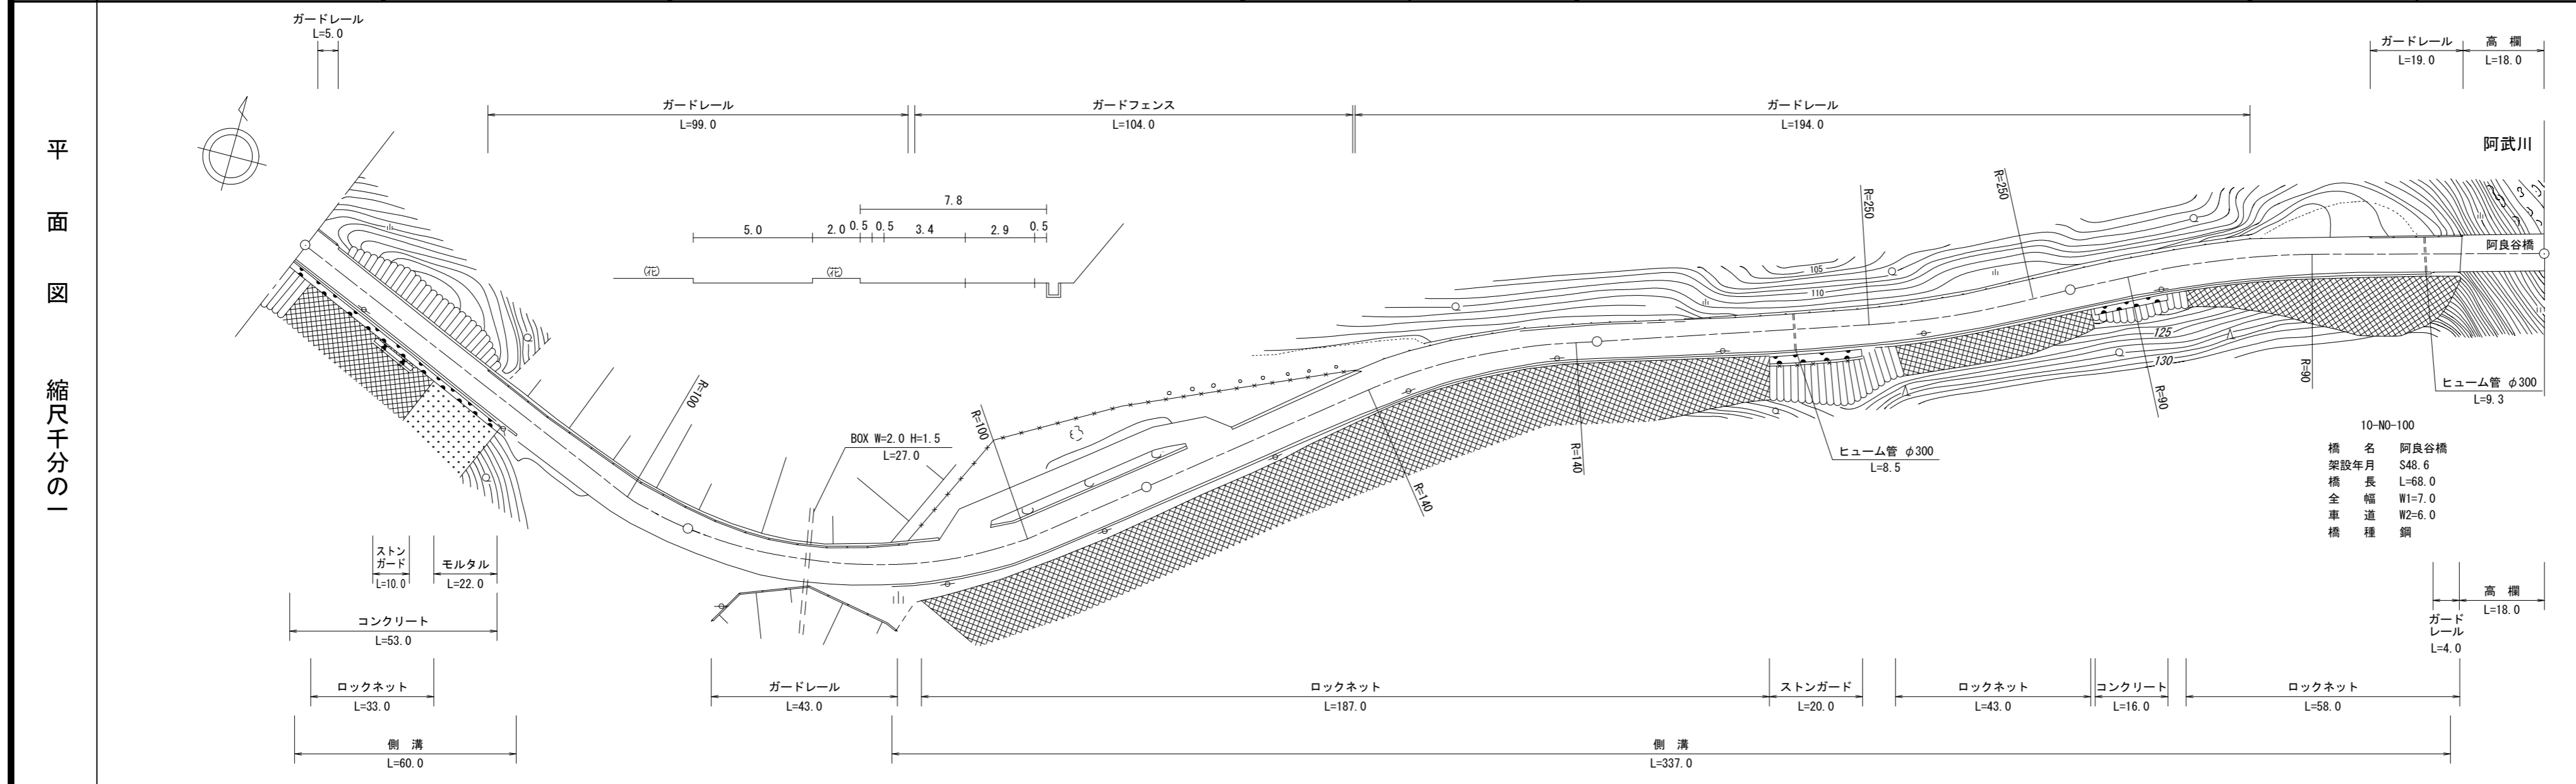 平面図 縮尺千分の一
ガードレール
L=5.0
ガードレール
L=19.0
高 欄
L=18.0
ガードレール
L=99.0
ガードフェンス
L=104.0
ガードレール
L=194.0
阿武川
7.8
5.0 2.0 0.5 0.5 3.4 2.9 0.5
(花) (花)
R=250
R=250
阿良谷橋
105
110
125
130
R=100
R=100
R=140
R=140
R=90
R=90
BOX W=2.0 H=1.5
L=27.0
ヒューム管 φ300
L=8.5
ヒューム管 φ300
L=9.3
10-NO-100
橋 名 阿良谷橋
架設年月 S48.6
橋 長 L=68.0
全 幅 W1=7.0
車 道 W2=6.0
橋 種 鋼
ストン
ガード
L=10.0
モルタル
L=22.0
コンクリート
L=53.0
高 欄
L=18.0
ガード
レール
L=4.0
ロックネット
L=33.0
ガードレール
L=43.0
ロックネット
L=187.0
ストンガード
L=20.0
ロックネット
L=43.0
コンクリート
L=16.0
ロックネット
L=58.0
側 溝
L=60.0
側 溝
L=337.0